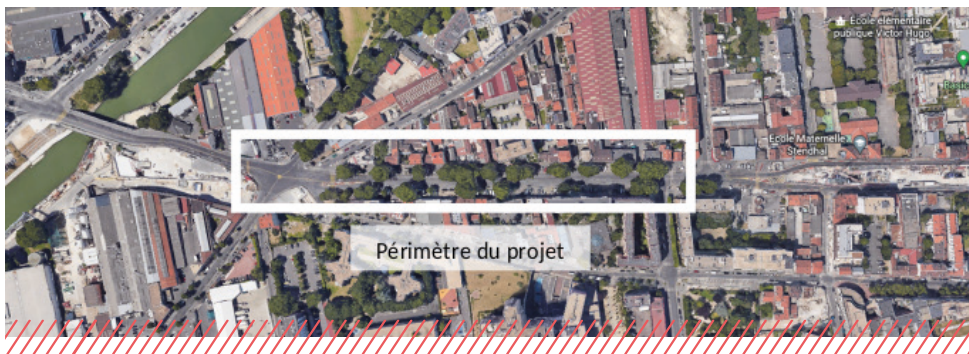 École élémentaire
publique Victor Hugo
École Maternelle
Stendhal
Périmètre du projet